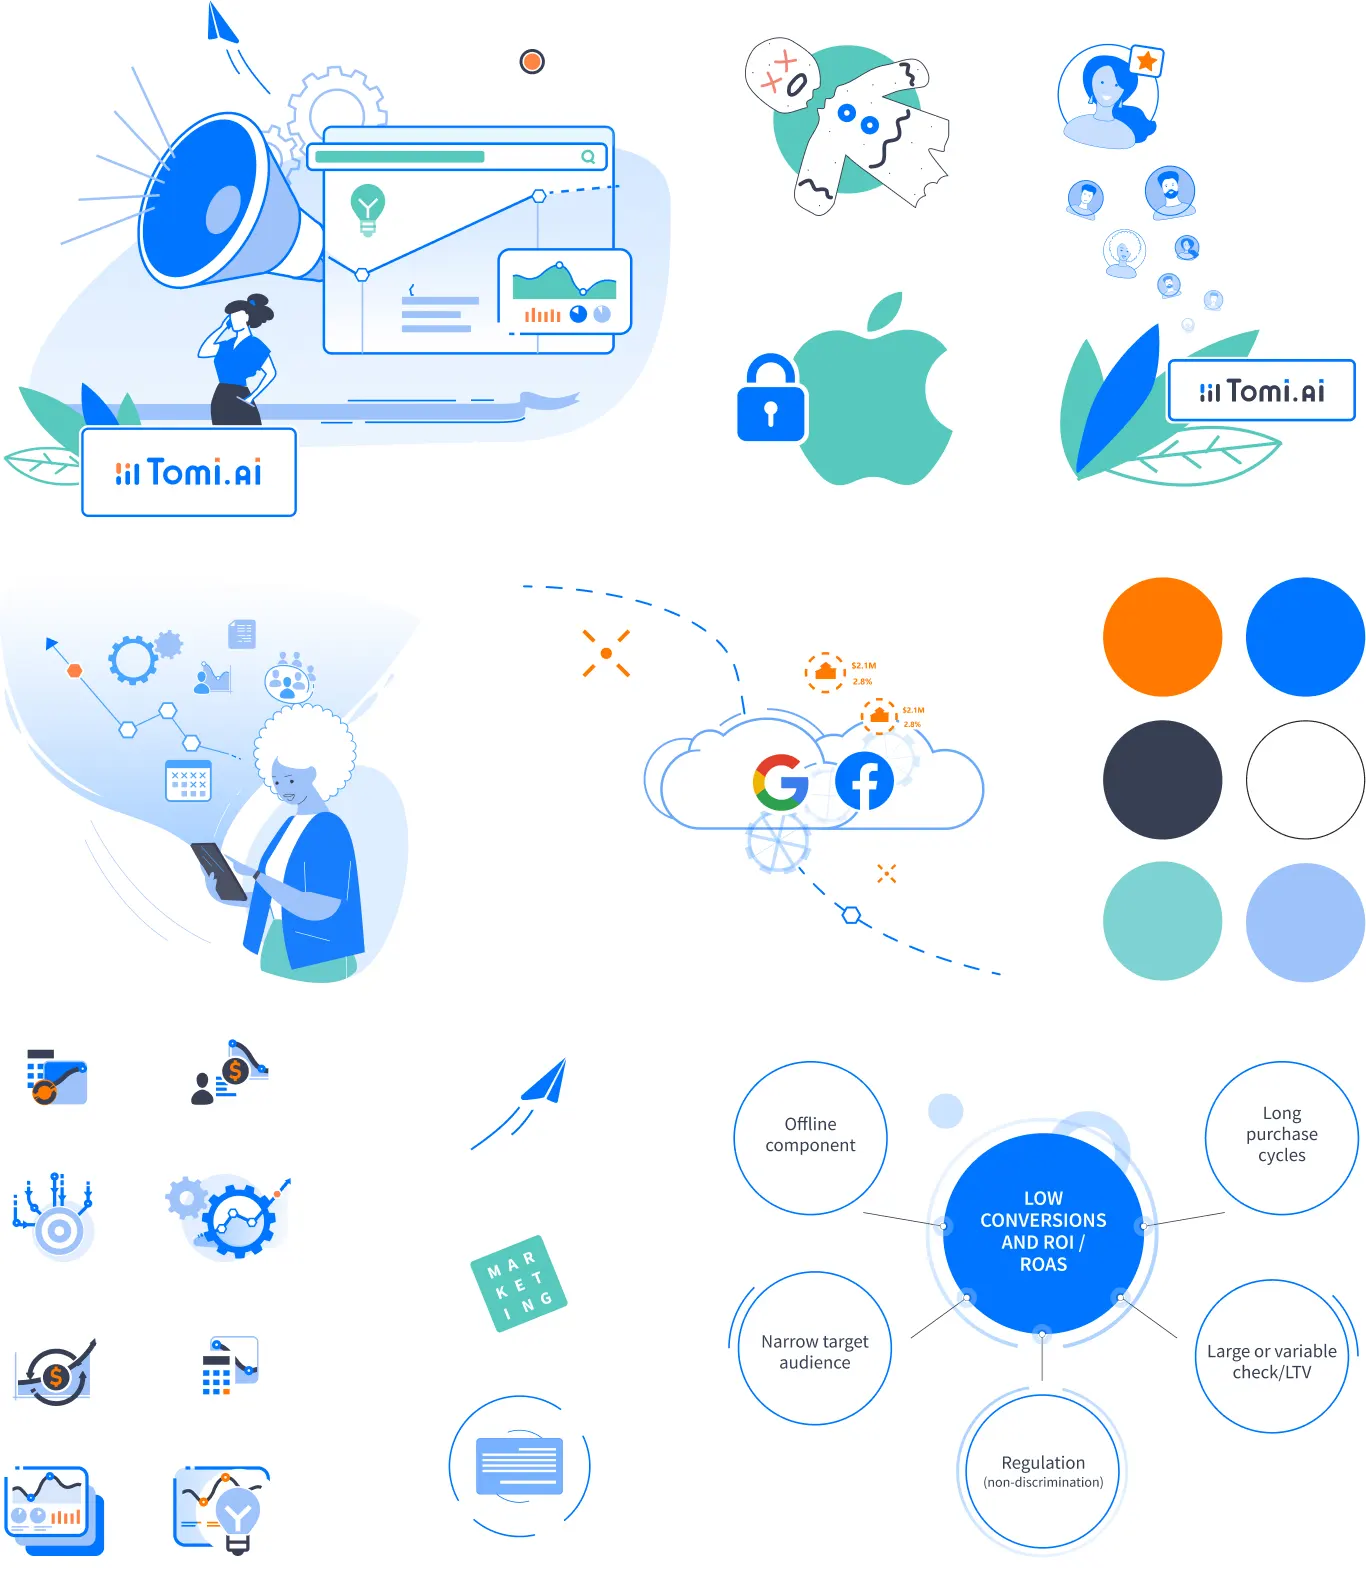 Tomi.ai
Tomi.ai
$2.1M
2.8%
$2.1M
2.8%
MAR
KET
ING
Offline
component
Long
purchase
cycles
LOW
CONVERSIONS
AND ROI /
ROAS
Narrow target
audience
Large or variable
check/LTV
Regulation
(non-discrimination)